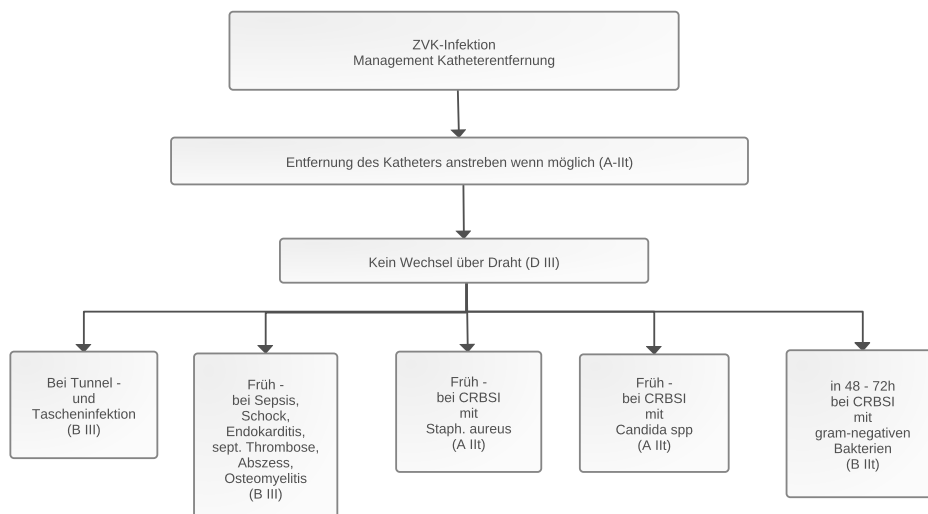 ZVK-Infektion
Management Katheterentfernung
Entfernung des Katheters anstreben wenn möglich (A-IIt)
Kein Wechsel über Draht (D III)
Bei Tunnel -
und
Tascheninfektion
(B III)
Früh -
bei Sepsis,
Schock,
Endokarditis,
sept. Thrombose,
Abszess,
Osteomyelitis
(B III)
Früh -
bei CRBSI
mit
Staph. aureus
(A IIt)
Früh -
bei CRBSI
mit
Candida spp
(A IIt)
in 48 - 72h
bei CRBSI
mit
gram-negativen
Bakterien
(B IIt)